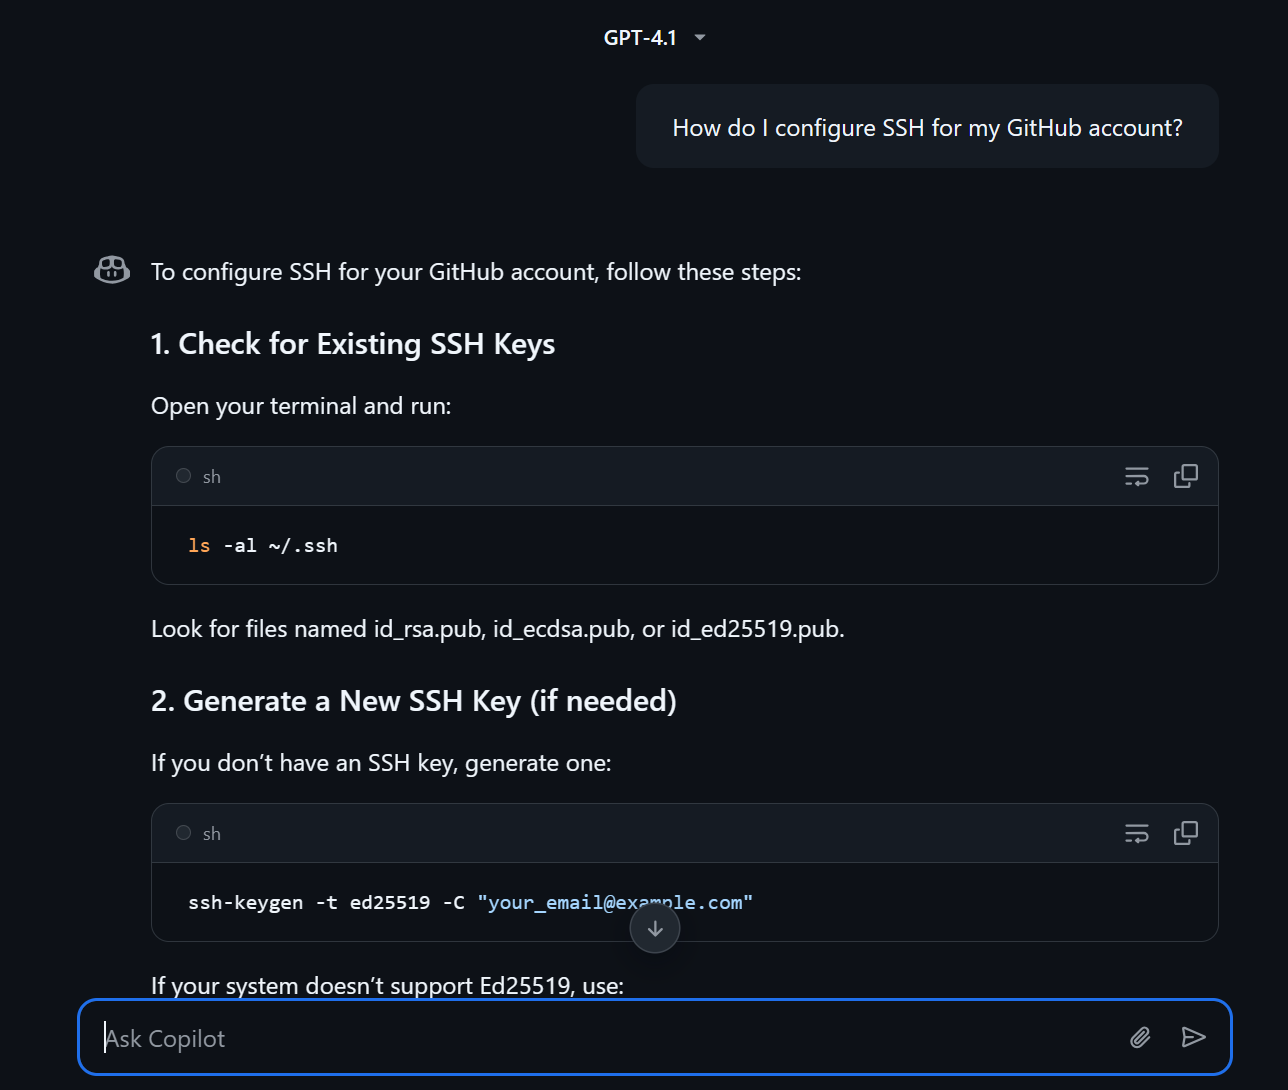 GPT-4.1
How do I configure SSH for my GitHub account?
To configure SSH for your GitHub account, follow these steps:
1. Check for Existing SSH Keys
Open your terminal and run:
sh
ls -al ~/.ssh
Look for files named id_rsa.pub, id_ecdsa.pub, or id_ed25519.pub.
2. Generate a New SSH Key (if needed)
If you don’t have an SSH key, generate one:
sh
ssh-keygen -t ed25519 -C "your_email@example.com"
If your system doesn’t support Ed25519, use:
Ask Copilot